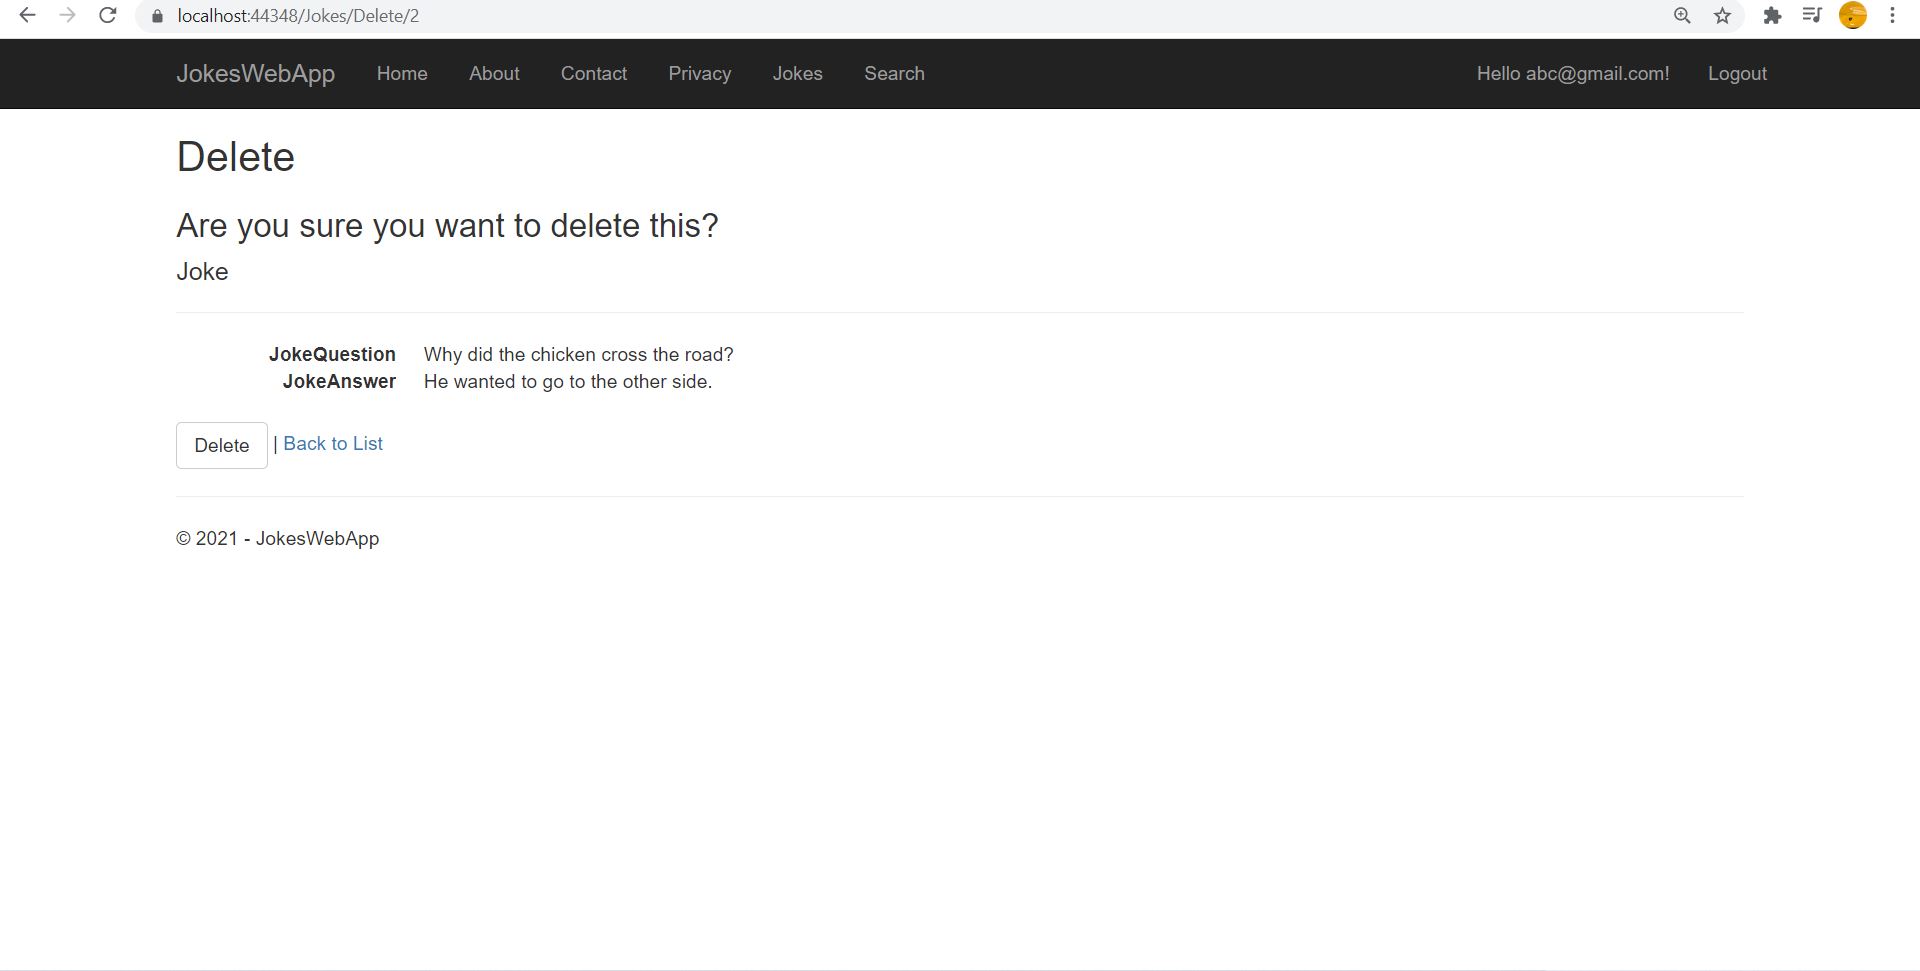 localhost:44348/Jokes/Delete/2
JokesWebApp Home About Contact Privacy Jokes Search Hello abc@gmail.com! Logout
Delete
Are you sure you want to delete this?
Joke
JokeQuestion Why did the chicken cross the road?
JokeAnswer He wanted to go to the other side.
Delete | Back to List
© 2021 - JokesWebApp